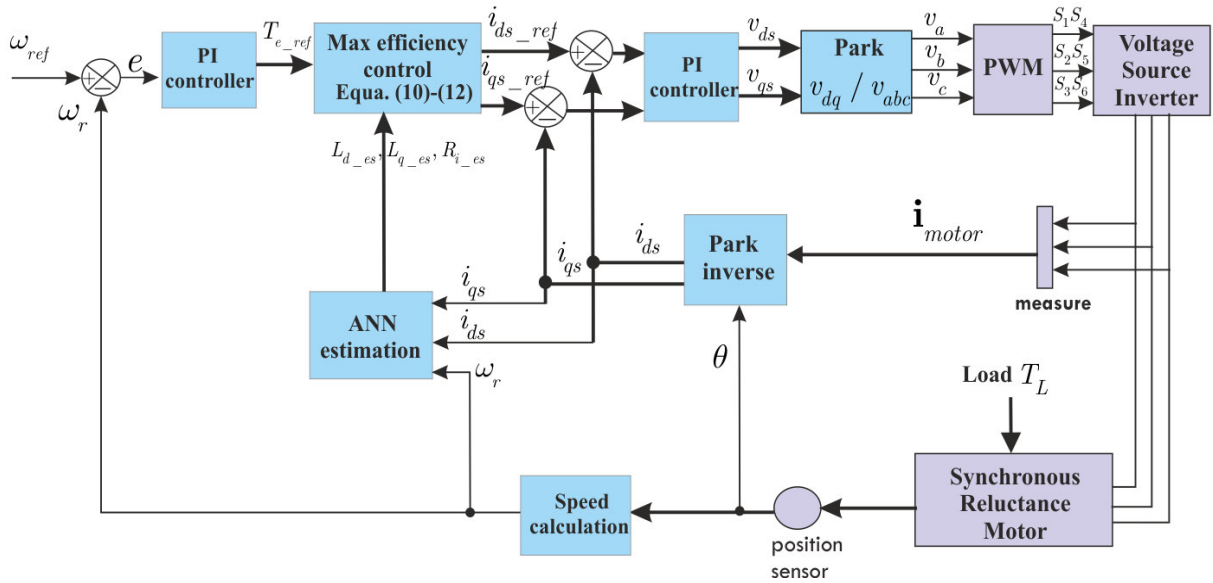 ω_ref
e
PI
controller
T_e_ref
Max efficiency
control
Equa. (10)-(12)
i_ds_ref
i_qs_ref
PI
controller
v_ds
v_qs
Park
v_dq / v_abc
v_a
v_b
v_c
PWM
S_1S_4
S_2S_5
S_3S_6
Voltage
Source
Inverter
ω_r
L_d_es, L_q_es, R_i_es
i_ds
i_qs
Park
inverse
i_motor
measure
i_qs
i_ds
ω_r
ANN
estimation
θ
Load T_L
Speed
calculation
position
sensor
Synchronous
Reluctance
Motor